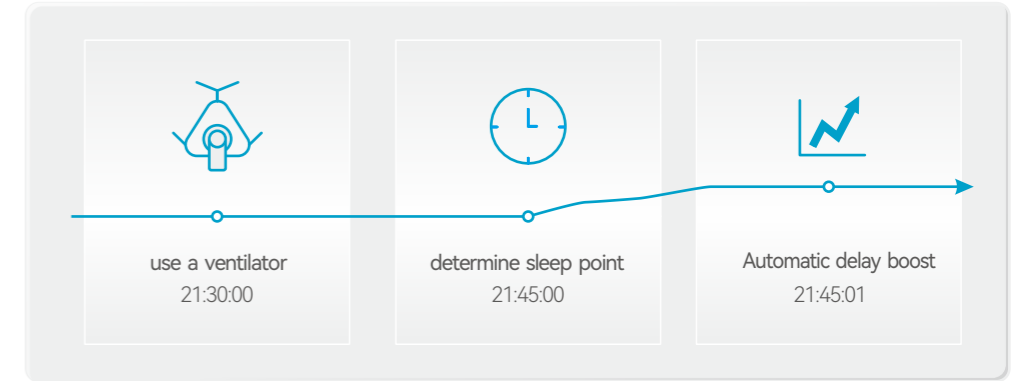 use a ventilator
21:30:00
determine sleep point
21:45:00
Automatic delay boost
21:45:01